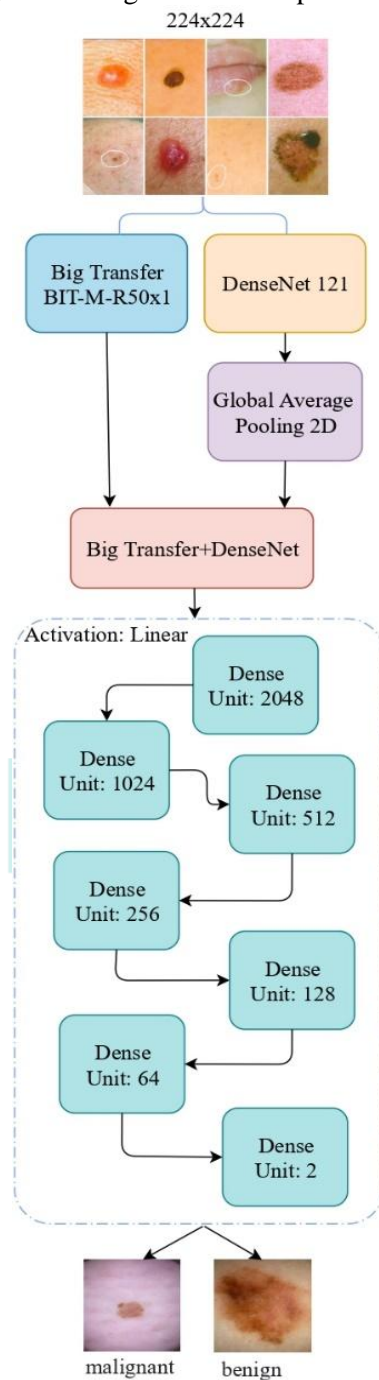 224x224
Big Transfer
BIT-M-R50x1
DenseNet 121
Global Average
Pooling 2D
Big Transfer+DenseNet
Activation: Linear
Dense
Unit: 2048
Dense
Unit: 1024
Dense
Unit: 512
Dense
Unit: 256
Dense
Unit: 128
Dense
Unit: 64
Dense
Unit: 2
malignant
benign